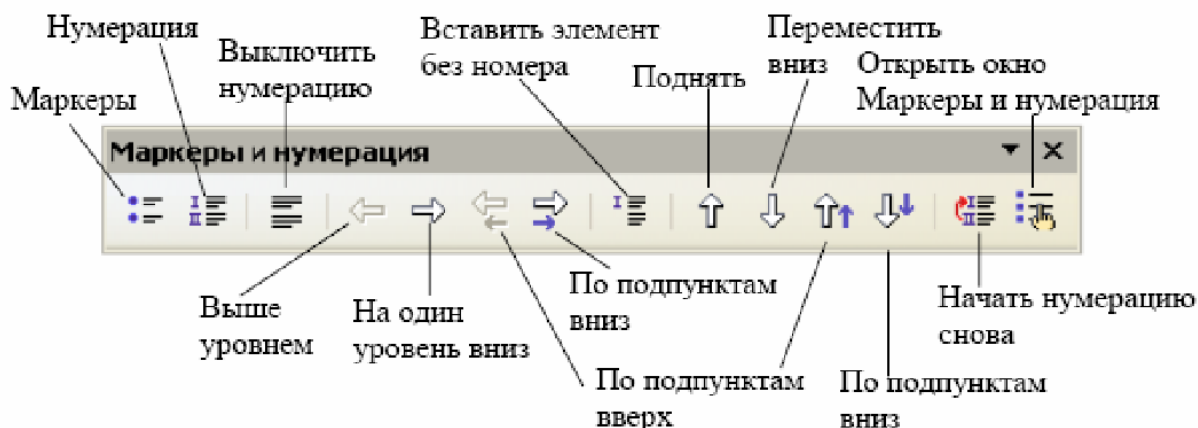 Нумерация
Выключить
нумерацию
Маркеры
Вставить элемент
без номера
Поднять
Переместить
вниз
Открыть окно
Маркеры и нумерация
Маркеры и нумерация
Выше
уровнем
На один
уровень вниз
По подпунктам
вниз
По подпунктам
вверх
По подпунктам
вниз
Начать нумерацию
снова